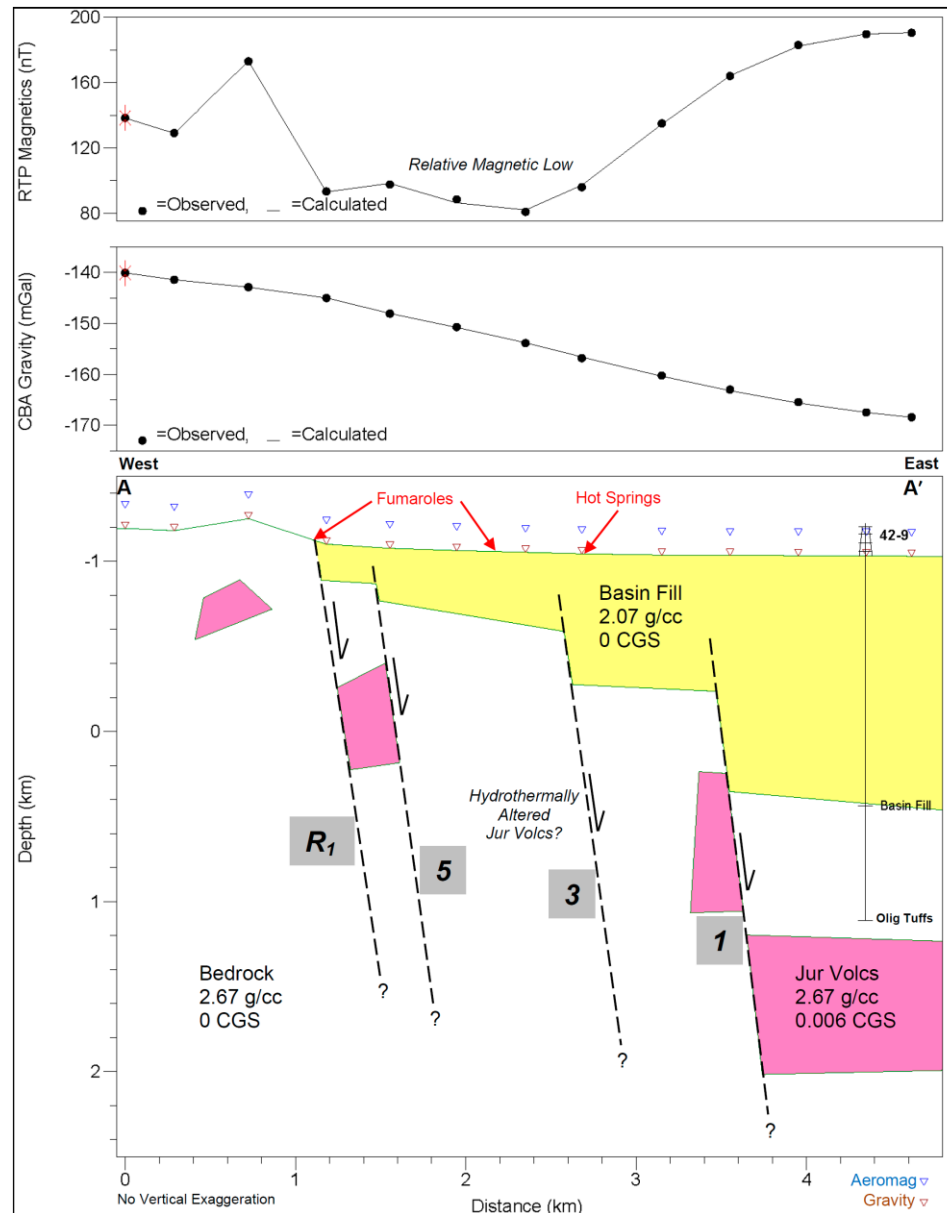 RTP Magnetics (nT)
200
160
120
80
Relative Magnetic Low
=Observed, _ =Calculated
CBA Gravity (mGal)
-140
-150
-160
-170
=Observed, _ =Calculated
West
East
A
A'
Fumaroles
Hot Springs
42-9
Depth (km)
-1
0
1
2
Basin Fill
2.07 g/cc
0 CGS
Hydrothermally
Altered
Jur Volcs?
Basin Fill
R₁
5
3
1
Olig Tuffs
Bedrock
2.67 g/cc
0 CGS
Jur Volcs
2.67 g/cc
0.006 CGS
?
?
?
?
0
1
2
3
4
No Vertical Exaggeration
Distance (km)
Aeromag
Gravity